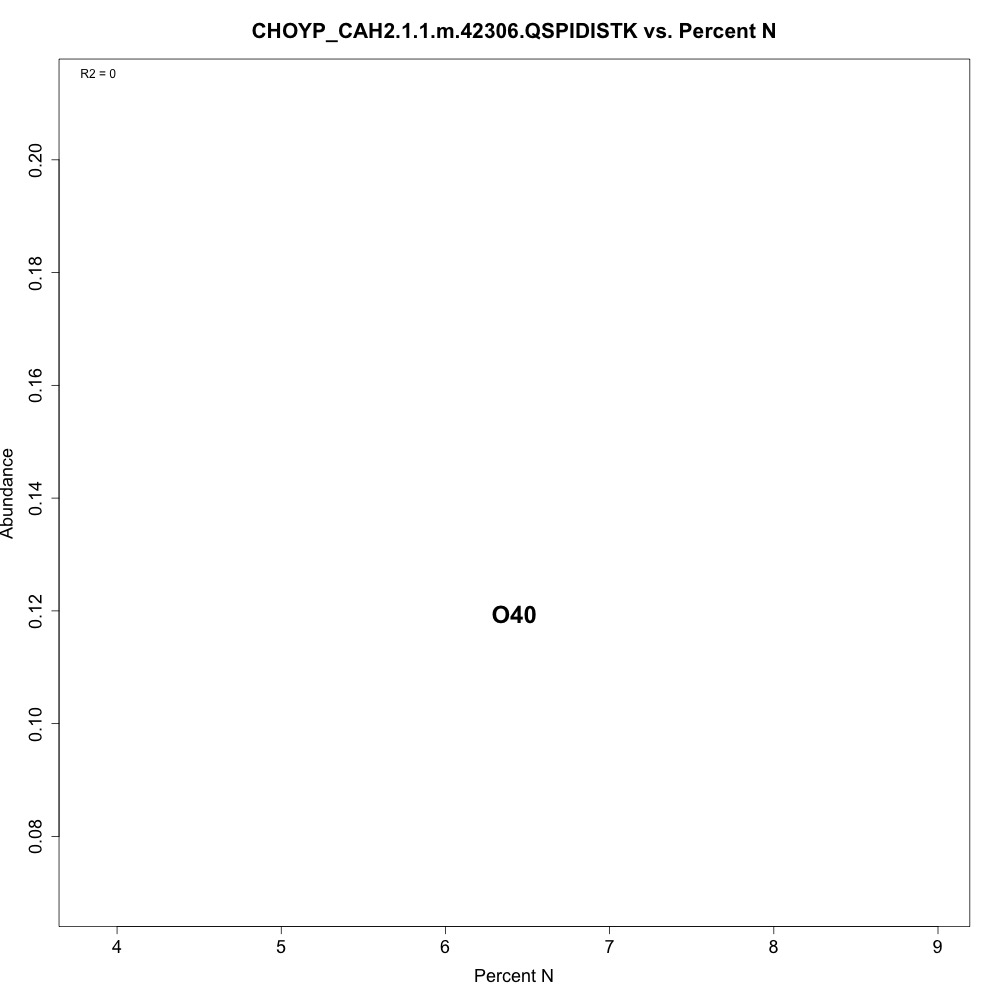 CHOYP_CAH2.1.1.m.42306.QSPIDISTK vs. Percent N
R2 = 0
0.20
0.18
0.16
0.14
Abundance
0.12
O40
0.10
0.08
4 5 6 7 8 9
Percent N